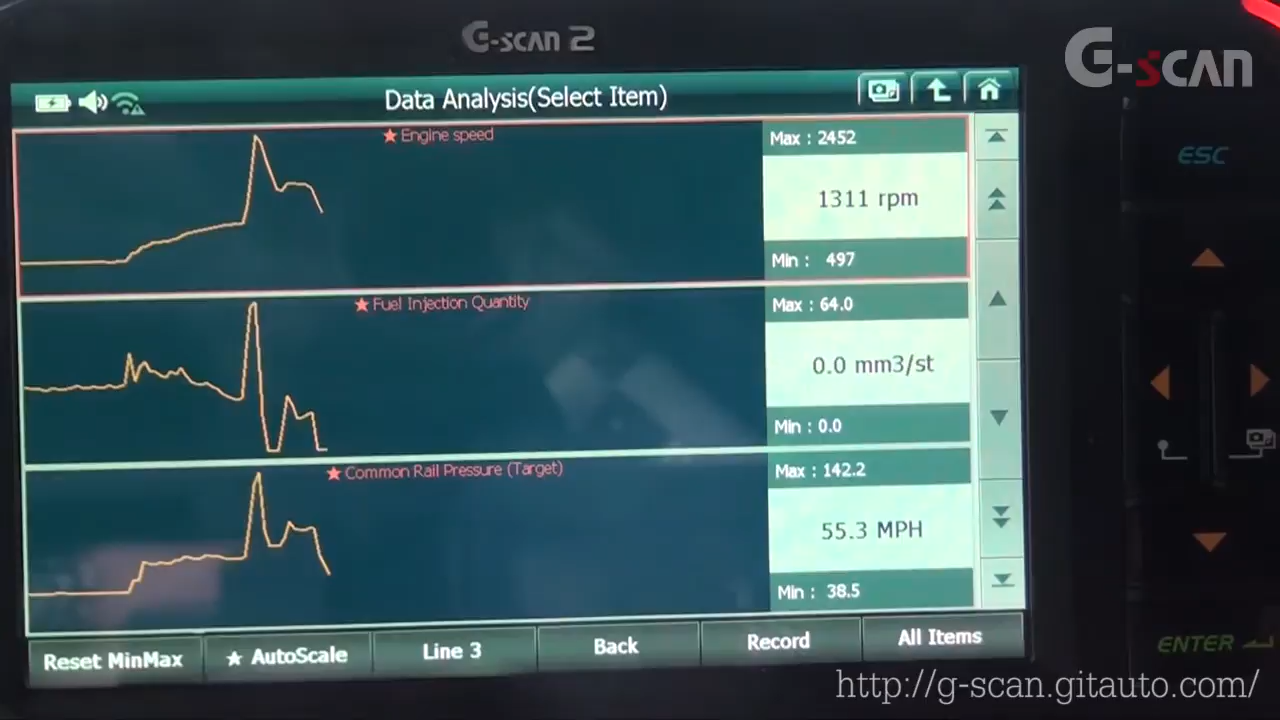 G-scan 2
G-scan
Data Analysis(Select Item)
★ Engine speed
Max : 2452
1311 rpm
Min : 497
★ Fuel Injection Quantity
Max : 64.0
0.0 mm3/st
Min : 0.0
★ Common Rail Pressure (Target)
Max : 142.2
55.3 MPH
Min : 38.5
Reset MinMax
★ AutoScale
Line 3
Back
Record
All Items
ESC
ENTER
http://g-scan.gitauto.com/